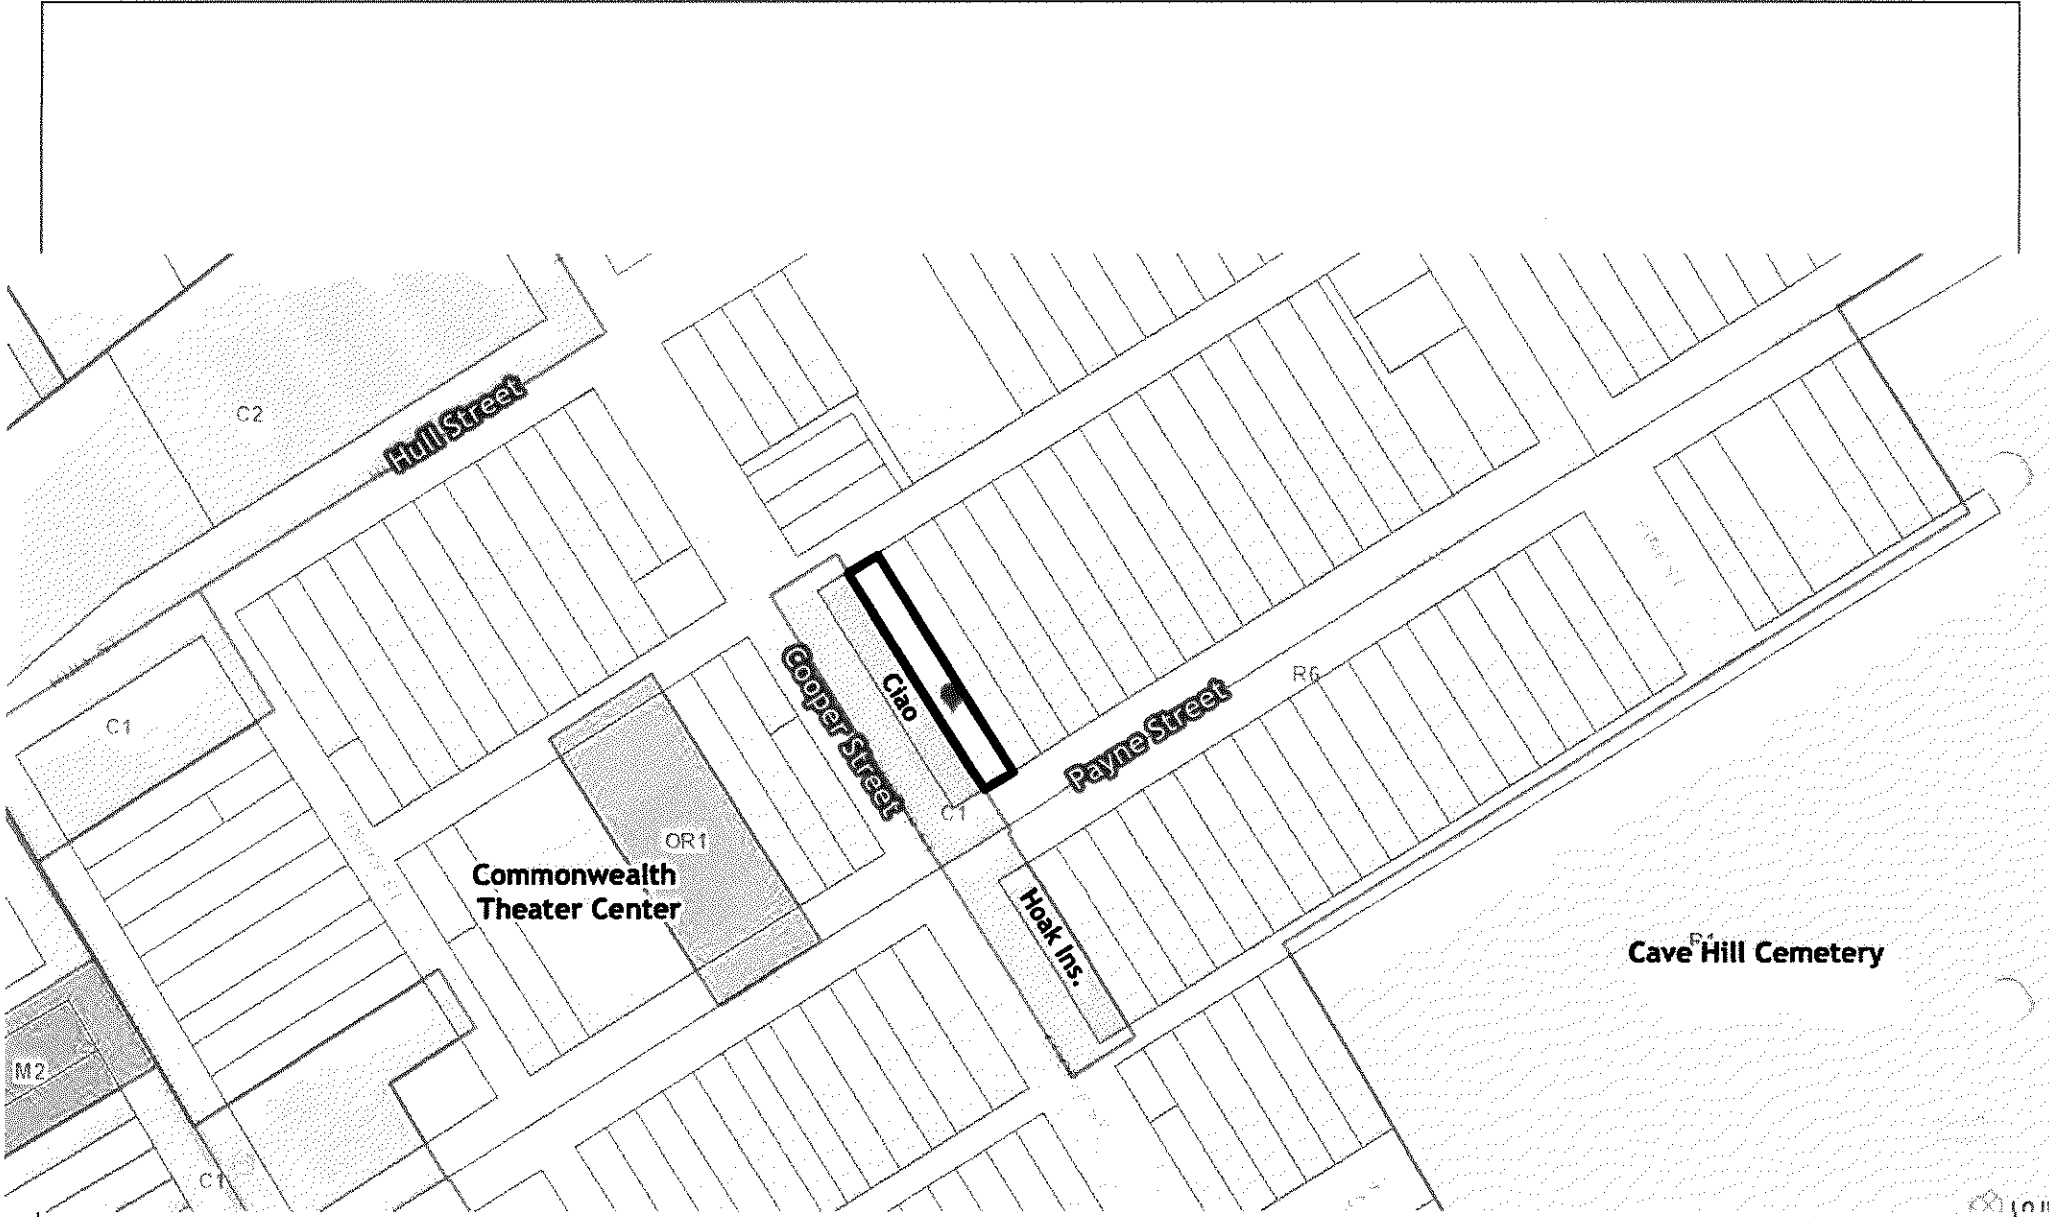 C2
Hull Street
C1
Cooper Street
Ciao
R6
Payne Street
C1
OR1
Commonwealth
Theater Center
Hoak Ins.
Cave Hill Cemetery
M2
C1